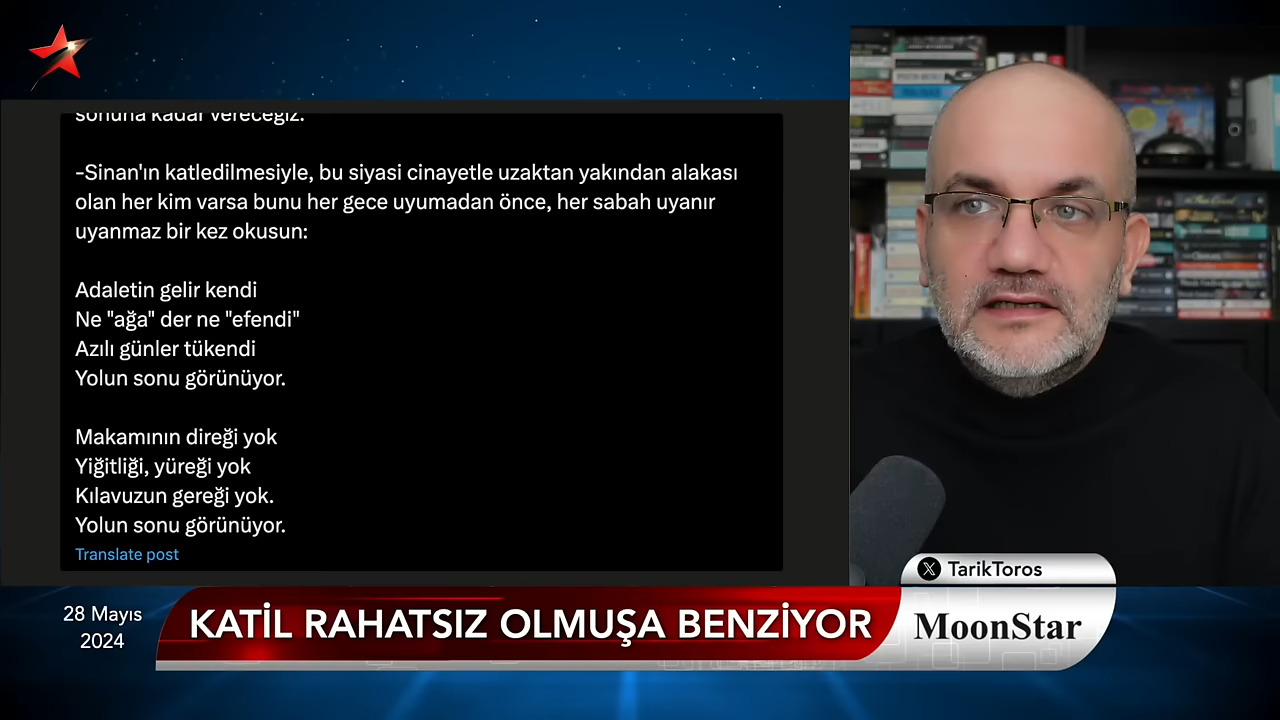 sonuna kadar vereceğiz.
-Sinan'ın katledilmesiyle, bu siyasi cinayetle uzaktan yakından alakası
olan her kim varsa bunu her gece uyumadan önce, her sabah uyanır
uyanmaz bir kez okusun:
Adaletin gelir kendi
Ne "ağa" der ne "efendi"
Azılı günler tükendi
Yolun sonu görünüyor.
Makamının direği yok
Yiğitliği, yüreği yok
Kılavuzun gereği yok.
Yolun sonu görünüyor.
Translate post
TarikToros
28 Mayıs
2024
KATİL RAHATSIZ OLMUŞA BENZİYOR
MoonStar